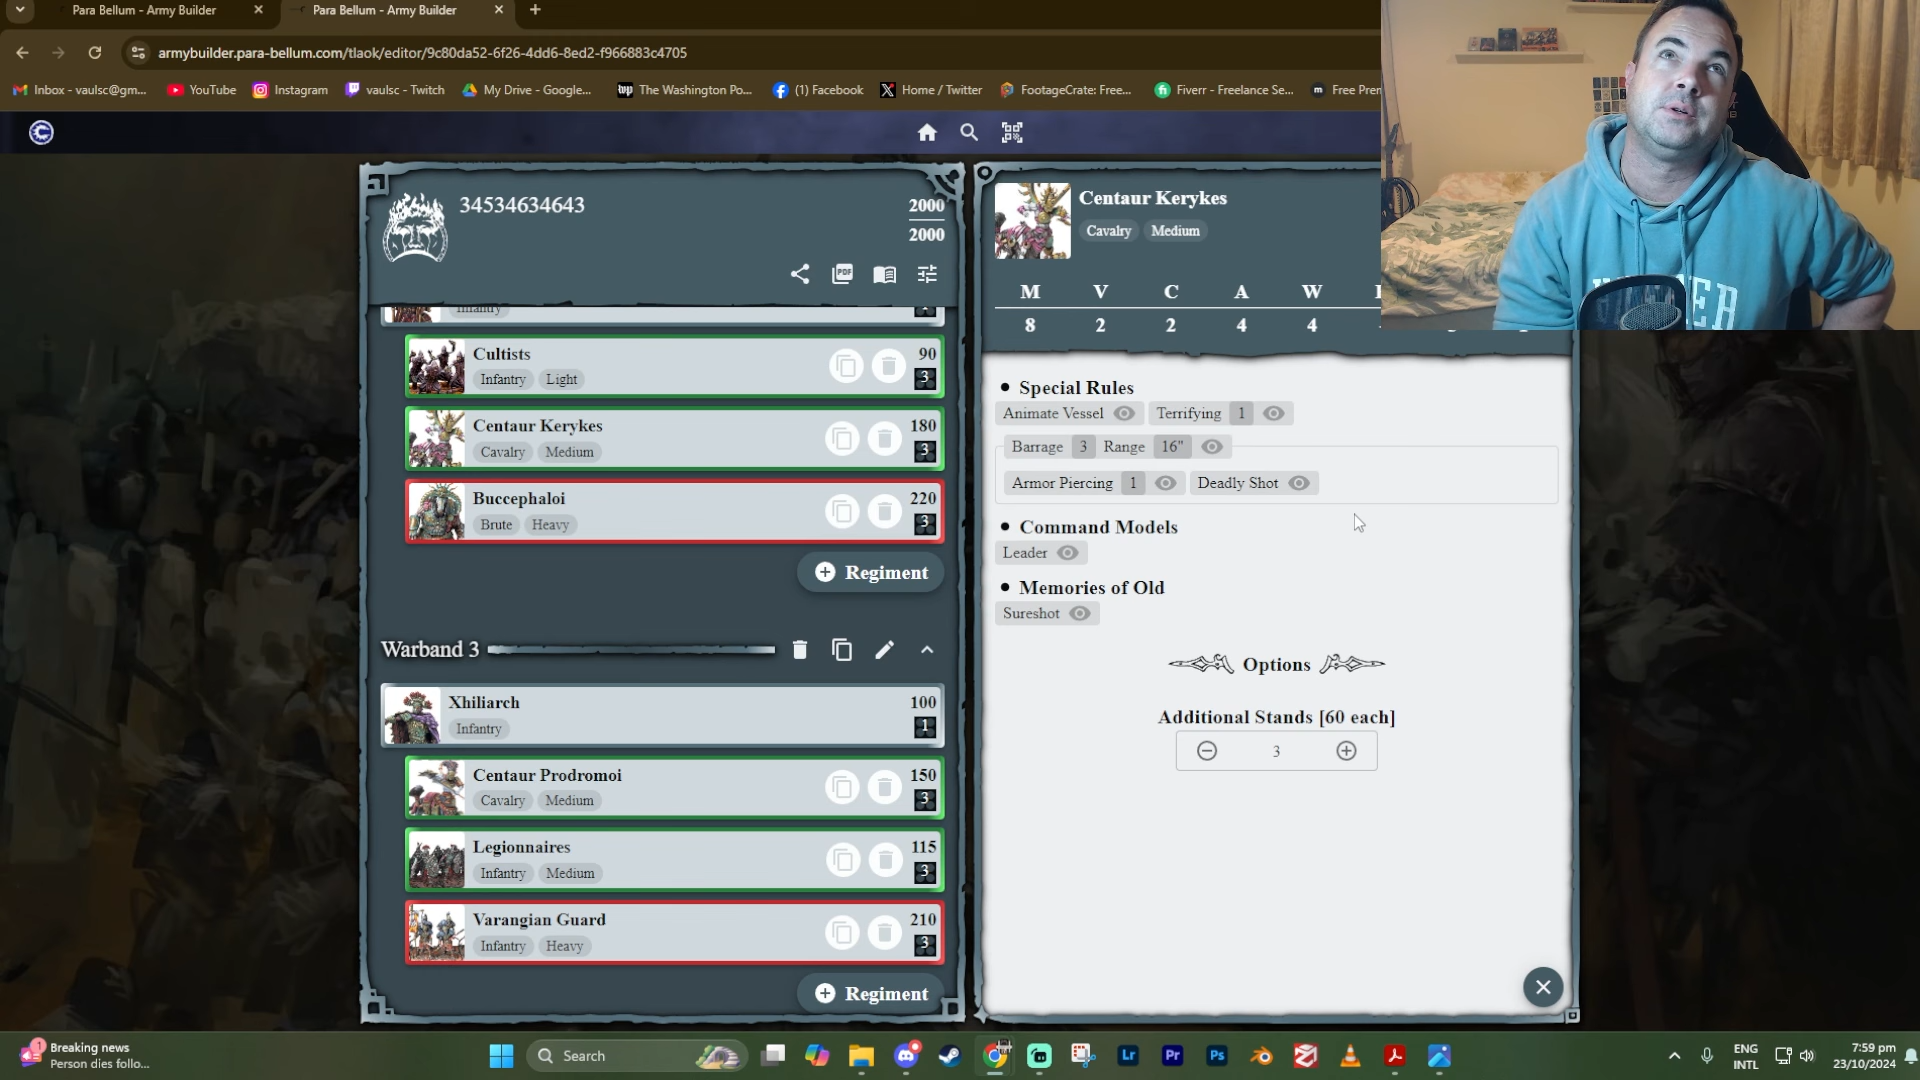 Para Bellum - Army Builder
Para Bellum - Army Builder
armybuilder.para-bellum.com/tlaok/editor/9c80da52-6f26-4dd6-8ed2-f966883c4705
Inbox - vaulsc@gm...
YouTube
Instagram
vaulsc - Twitch
My Drive - Google...
The Washington Po...
(1) Facebook
Home / Twitter
FootageCrate: Free...
Fiverr - Freelance Se...
Free Prem
34534634643
2000
2000
PDF
Infantry
Cultists
90
Infantry Light
3
Centaur Kerykes
180
Cavalry Medium
3
Buccephaloi
220
Brute Heavy
3
Regiment
Warband 3
Xhiliarch
100
Infantry
1
Centaur Prodromoi
150
Cavalry Medium
3
Legionnaires
115
Infantry Medium
3
Varangian Guard
210
Infantry Heavy
3
Regiment
Centaur Kerykes
Cavalry Medium
M V C A W
8 2 2 4 4
• Special Rules
Animate Vessel Terrifying 1
Barrage 3 Range 16"
Armor Piercing 1 Deadly Shot
• Command Models
Leader
• Memories of Old
Sureshot
Options
Additional Stands [60 each]
3
Breaking news
Person dies follo...
Search
Lr
Pr
Ps
ENG
INTL
7:59 pm
23/10/2024